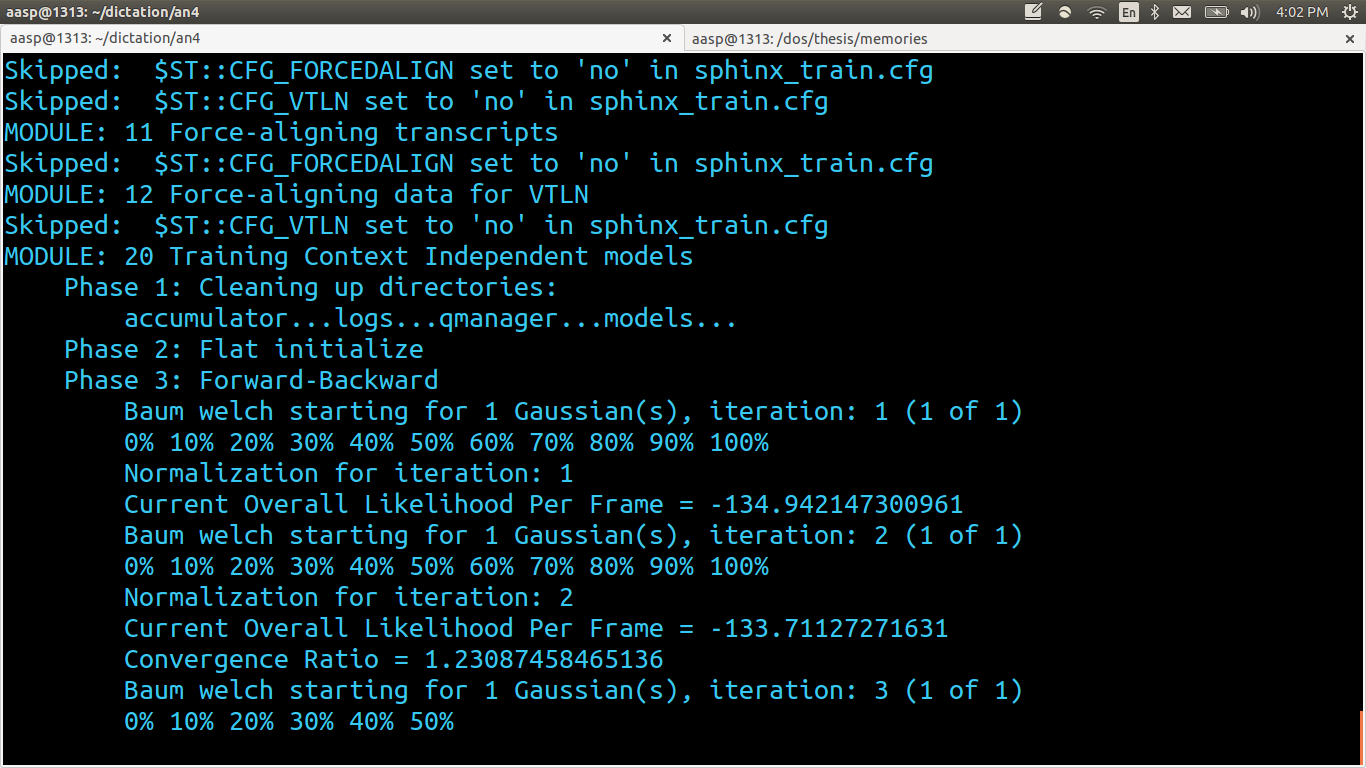 aasp@1313: ~/dictation/an4
En
4:02 PM
aasp@1313: ~/dictation/an4 ×
aasp@1313: /dos/thesis/memories ×
Skipped:  $ST::CFG_FORCEDALIGN set to 'no' in sphinx_train.cfg
Skipped:  $ST::CFG_VTLN set to 'no' in sphinx_train.cfg
MODULE: 11 Force-aligning transcripts
Skipped:  $ST::CFG_FORCEDALIGN set to 'no' in sphinx_train.cfg
MODULE: 12 Force-aligning data for VTLN
Skipped:  $ST::CFG_VTLN set to 'no' in sphinx_train.cfg
MODULE: 20 Training Context Independent models
    Phase 1: Cleaning up directories:
        accumulator...logs...qmanager...models...
    Phase 2: Flat initialize
    Phase 3: Forward-Backward
        Baum welch starting for 1 Gaussian(s), iteration: 1 (1 of 1)
        0% 10% 20% 30% 40% 50% 60% 70% 80% 90% 100%
        Normalization for iteration: 1
        Current Overall Likelihood Per Frame = -134.942147300961
        Baum welch starting for 1 Gaussian(s), iteration: 2 (1 of 1)
        0% 10% 20% 30% 40% 50% 60% 70% 80% 90% 100%
        Normalization for iteration: 2
        Current Overall Likelihood Per Frame = -133.71127271631
        Convergence Ratio = 1.23087458465136
        Baum welch starting for 1 Gaussian(s), iteration: 3 (1 of 1)
        0% 10% 20% 30% 40% 50%